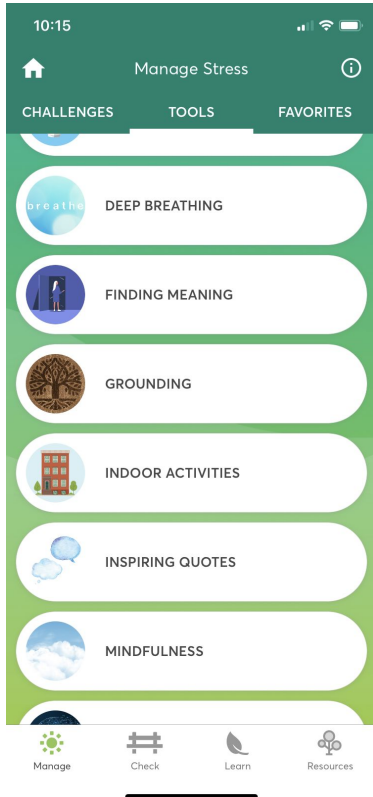 10:15
Manage Stress
CHALLENGES TOOLS FAVORITES
breathe
DEEP BREATHING
FINDING MEANING
GROUNDING
INDOOR ACTIVITIES
INSPIRING QUOTES
MINDFULNESS
Manage Check Learn Resources